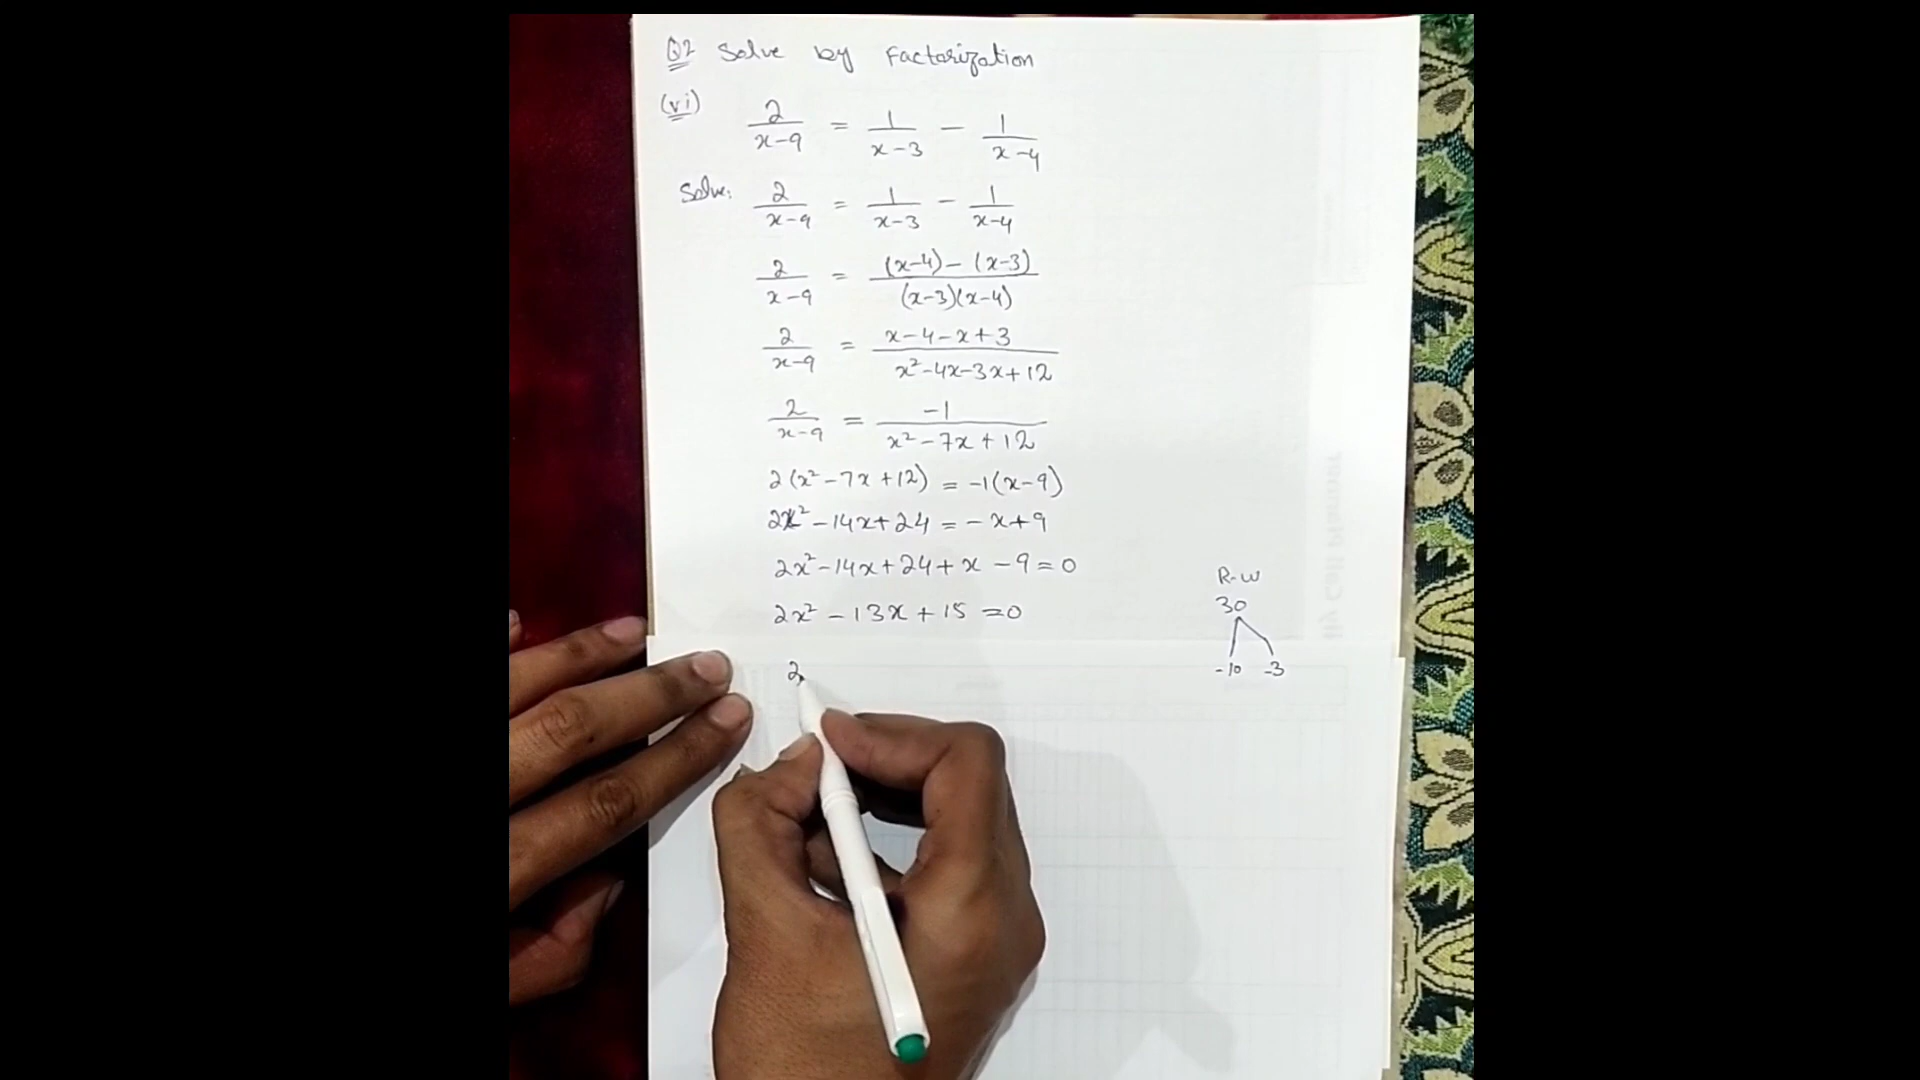 Q2 Solve by Factorization
(vi) 2/(x-9) = 1/(x-3) - 1/(x-4)
Solve: 2/(x-9) = 1/(x-3) - 1/(x-4)
2/(x-9) = ((x-4) - (x-3))/((x-3)(x-4))
2/(x-9) = (x-4-x+3)/(x²-4x-3x+12)
2/(x-9) = -1/(x²-7x+12)
2(x²-7x+12) = -1(x-9)
2x²-14x+24 = -x+9
2x²-14x+24+x-9=0
2x²-13x+15=0
2
R-W
30
-10 -3